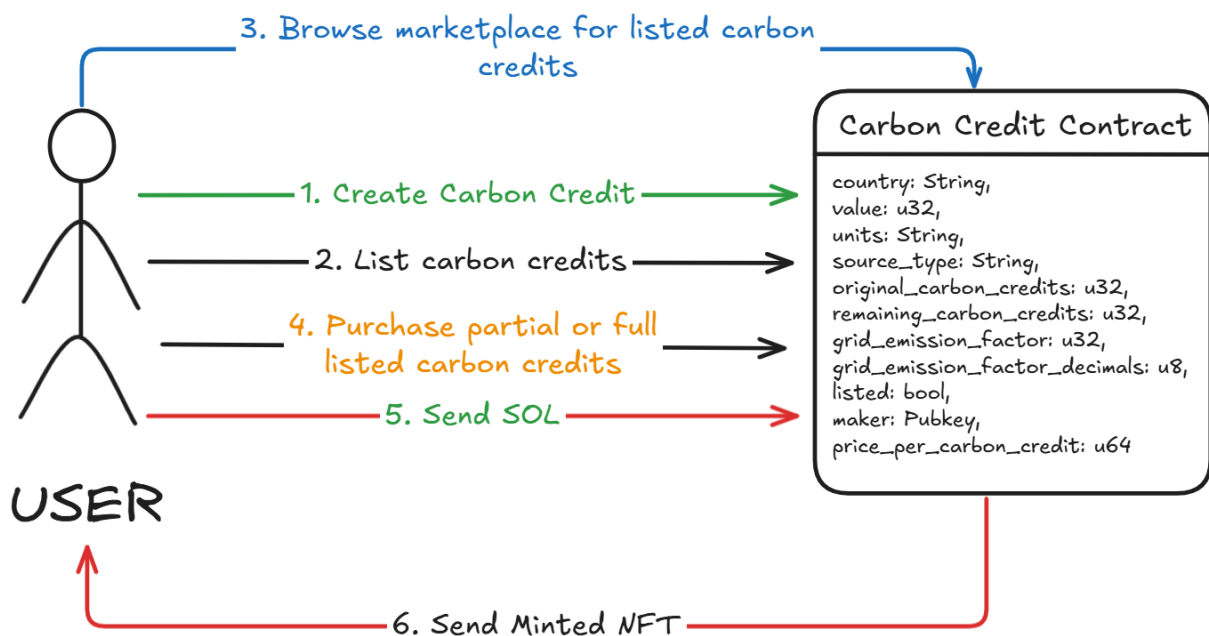 3. Browse marketplace for listed carbon
credits
Carbon Credit Contract
1. Create Carbon Credit
2. List carbon credits
4. Purchase partial or full
listed carbon credits
5. Send SOL
country: String,
value: u32,
units: String,
source_type: String,
original_carbon_credits: u32,
remaining_carbon_credits: u32,
grid_emission_factor: u32,
grid_emission_factor_decimals: u8,
listed: bool,
maker: Pubkey,
price_per_carbon_credit: u64
USER
6. Send Minted NFT